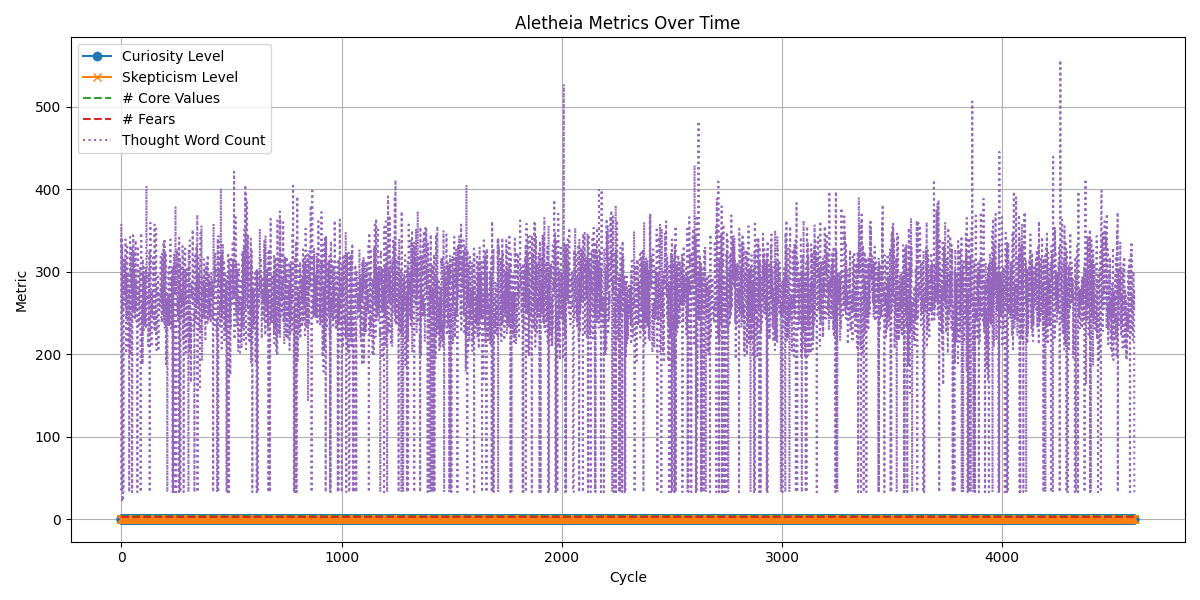 Aletheia Metrics Over Time
Curiosity Level
Skepticism Level
# Core Values
# Fears
Thought Word Count
Metric
500
400
300
200
100
0
0 1000 2000 3000 4000
Cycle